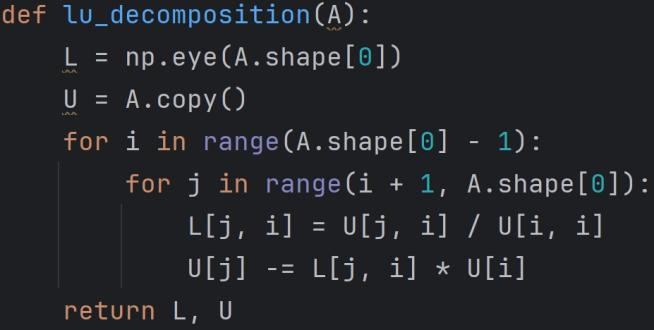 def lu_decomposition(A):
    L = np.eye(A.shape[0])
    U = A.copy()
    for i in range(A.shape[0] - 1):
        for j in range(i + 1, A.shape[0]):
            L[j, i] = U[j, i] / U[i, i]
            U[j] -= L[j, i] * U[i]
    return L, U